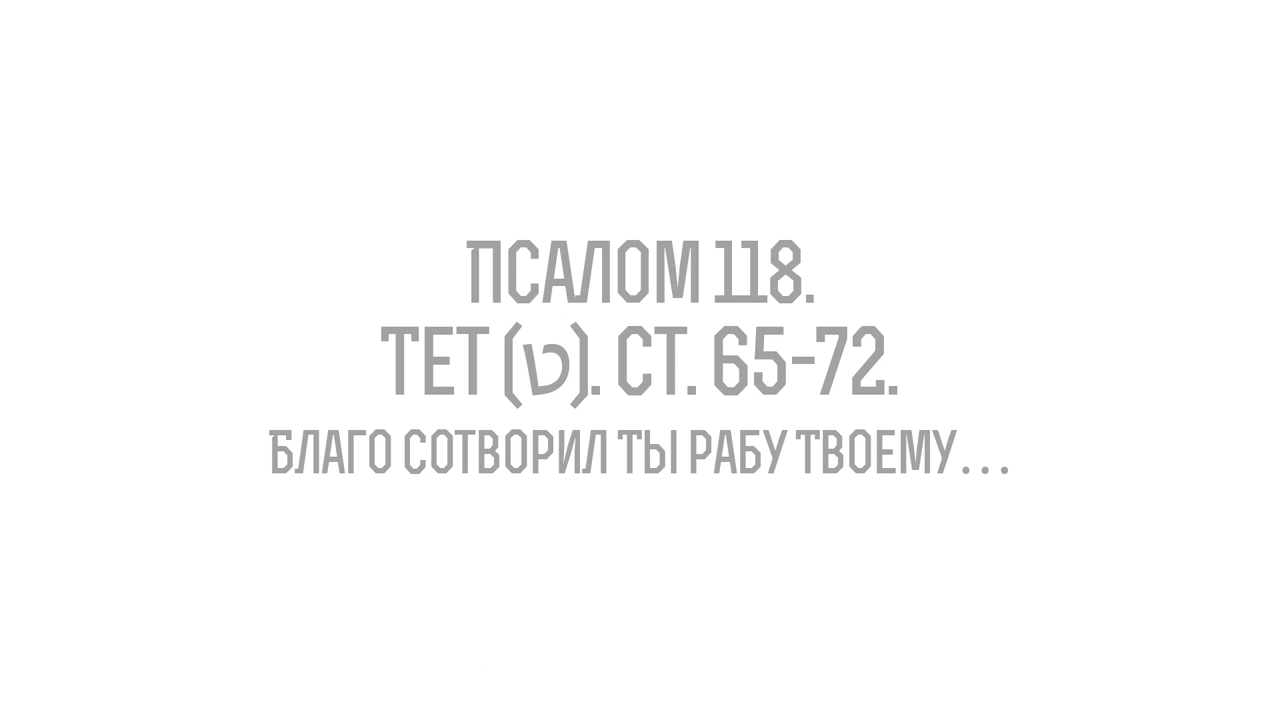 ПСАЛОМ 118.
ТЕТ (ט). СТ. 65-72.
БЛАГО СОТВОРИЛ ТЫ РАБУ ТВОЕМУ...